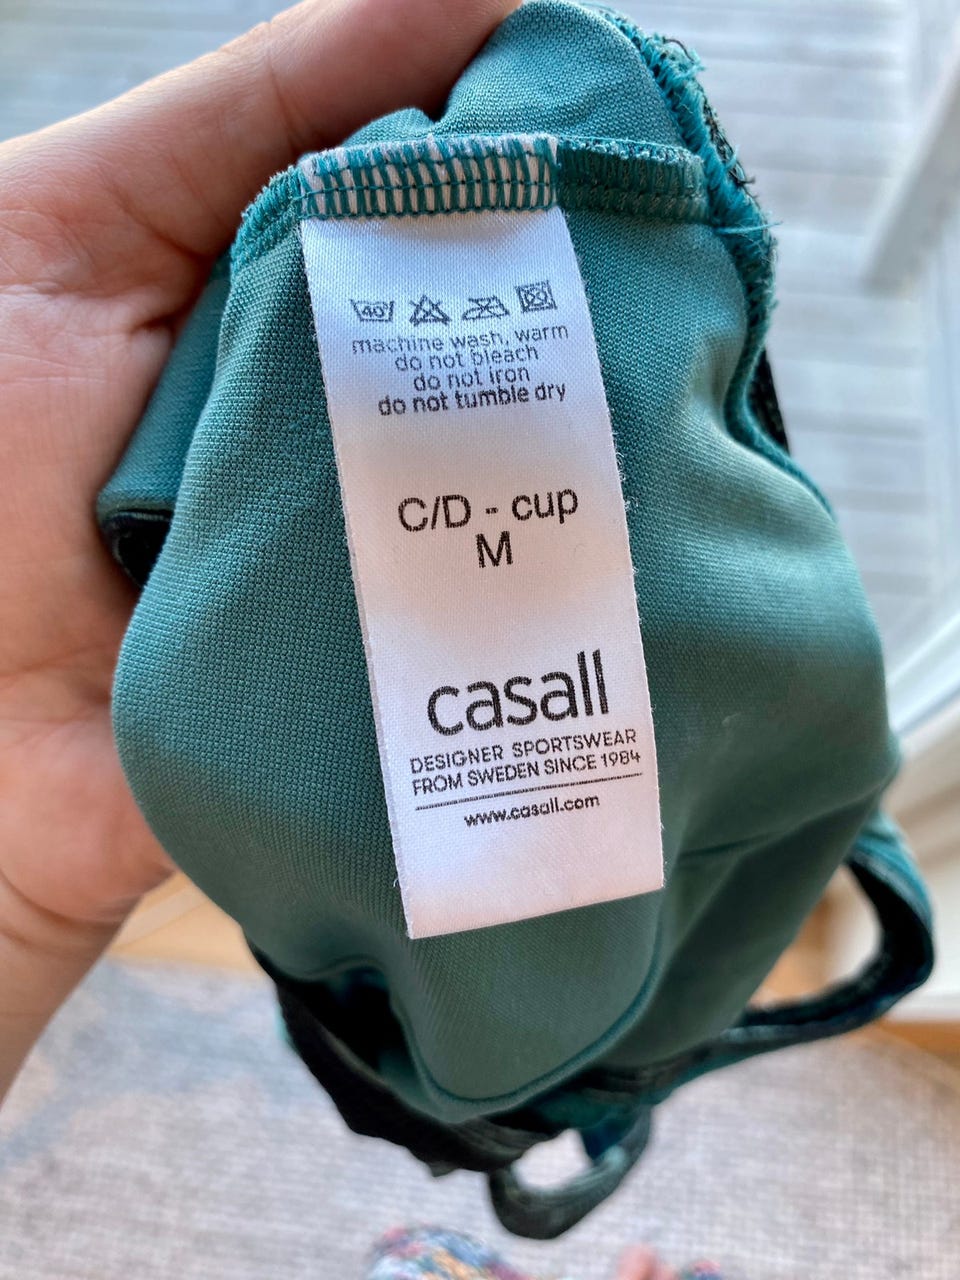 40°
machine wash, warm
do not bleach
do not iron
do not tumble dry
C/D - cup
M
casall
DESIGNER SPORTSWEAR
FROM SWEDEN SINCE 1984
www.casall.com